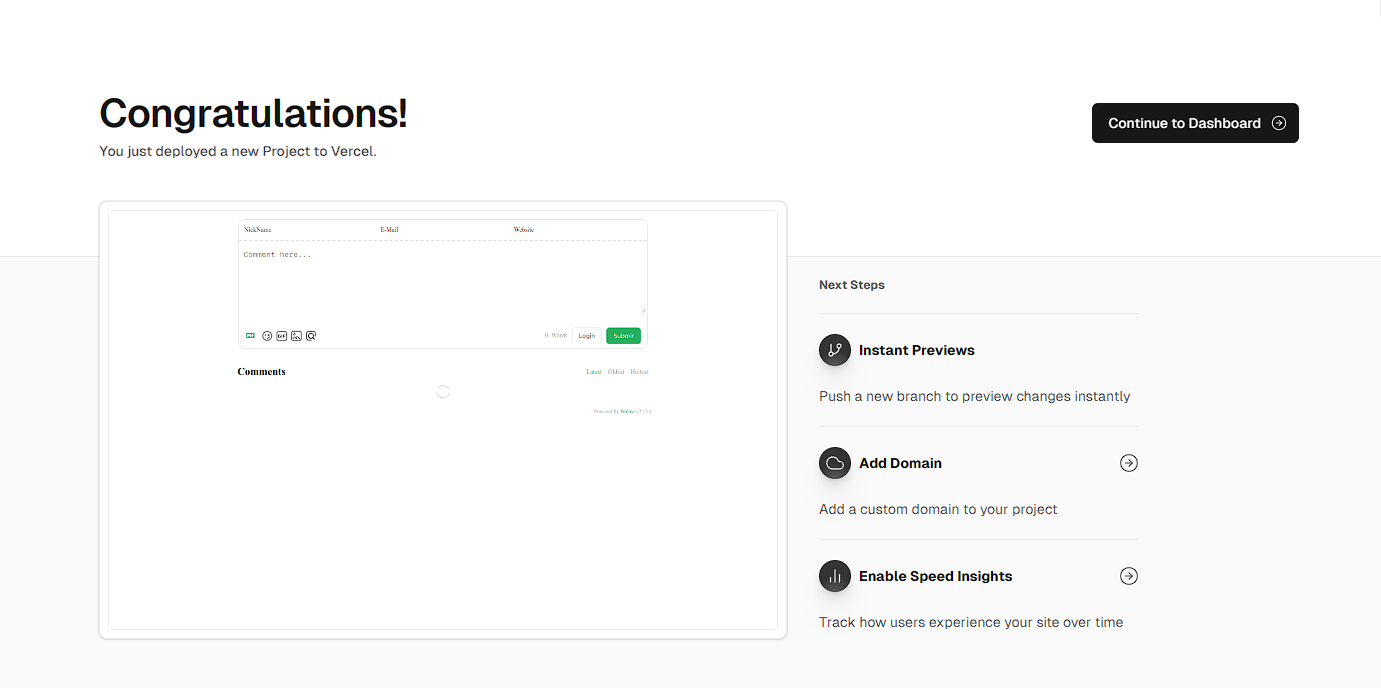 Congratulations!
You just deployed a new Project to Vercel.
Continue to Dashboard
NickName E-Mail Website
Comment here...
0 Words Login Submit
Comments Latest Oldest Hottest
Powered by Waline
Next Steps
Instant Previews
Push a new branch to preview changes instantly
Add Domain
Add a custom domain to your project
Enable Speed Insights
Track how users experience your site over time